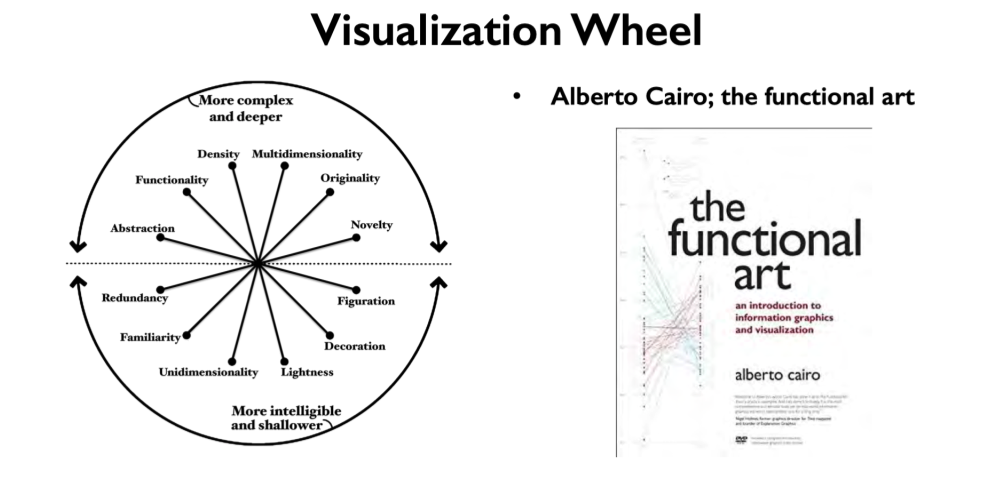 Visualization Wheel
More complex
and deeper
Density
Multidimensionality
Functionality
Originality
Abstraction
Novelty
Redundancy
Figuration
Familiarity
Decoration
Unidimensionality
Lightness
More intelligible
and shallower
• Alberto Cairo; the functional art
the
functional
art
an introduction to
information graphics
and visualization
alberto cairo